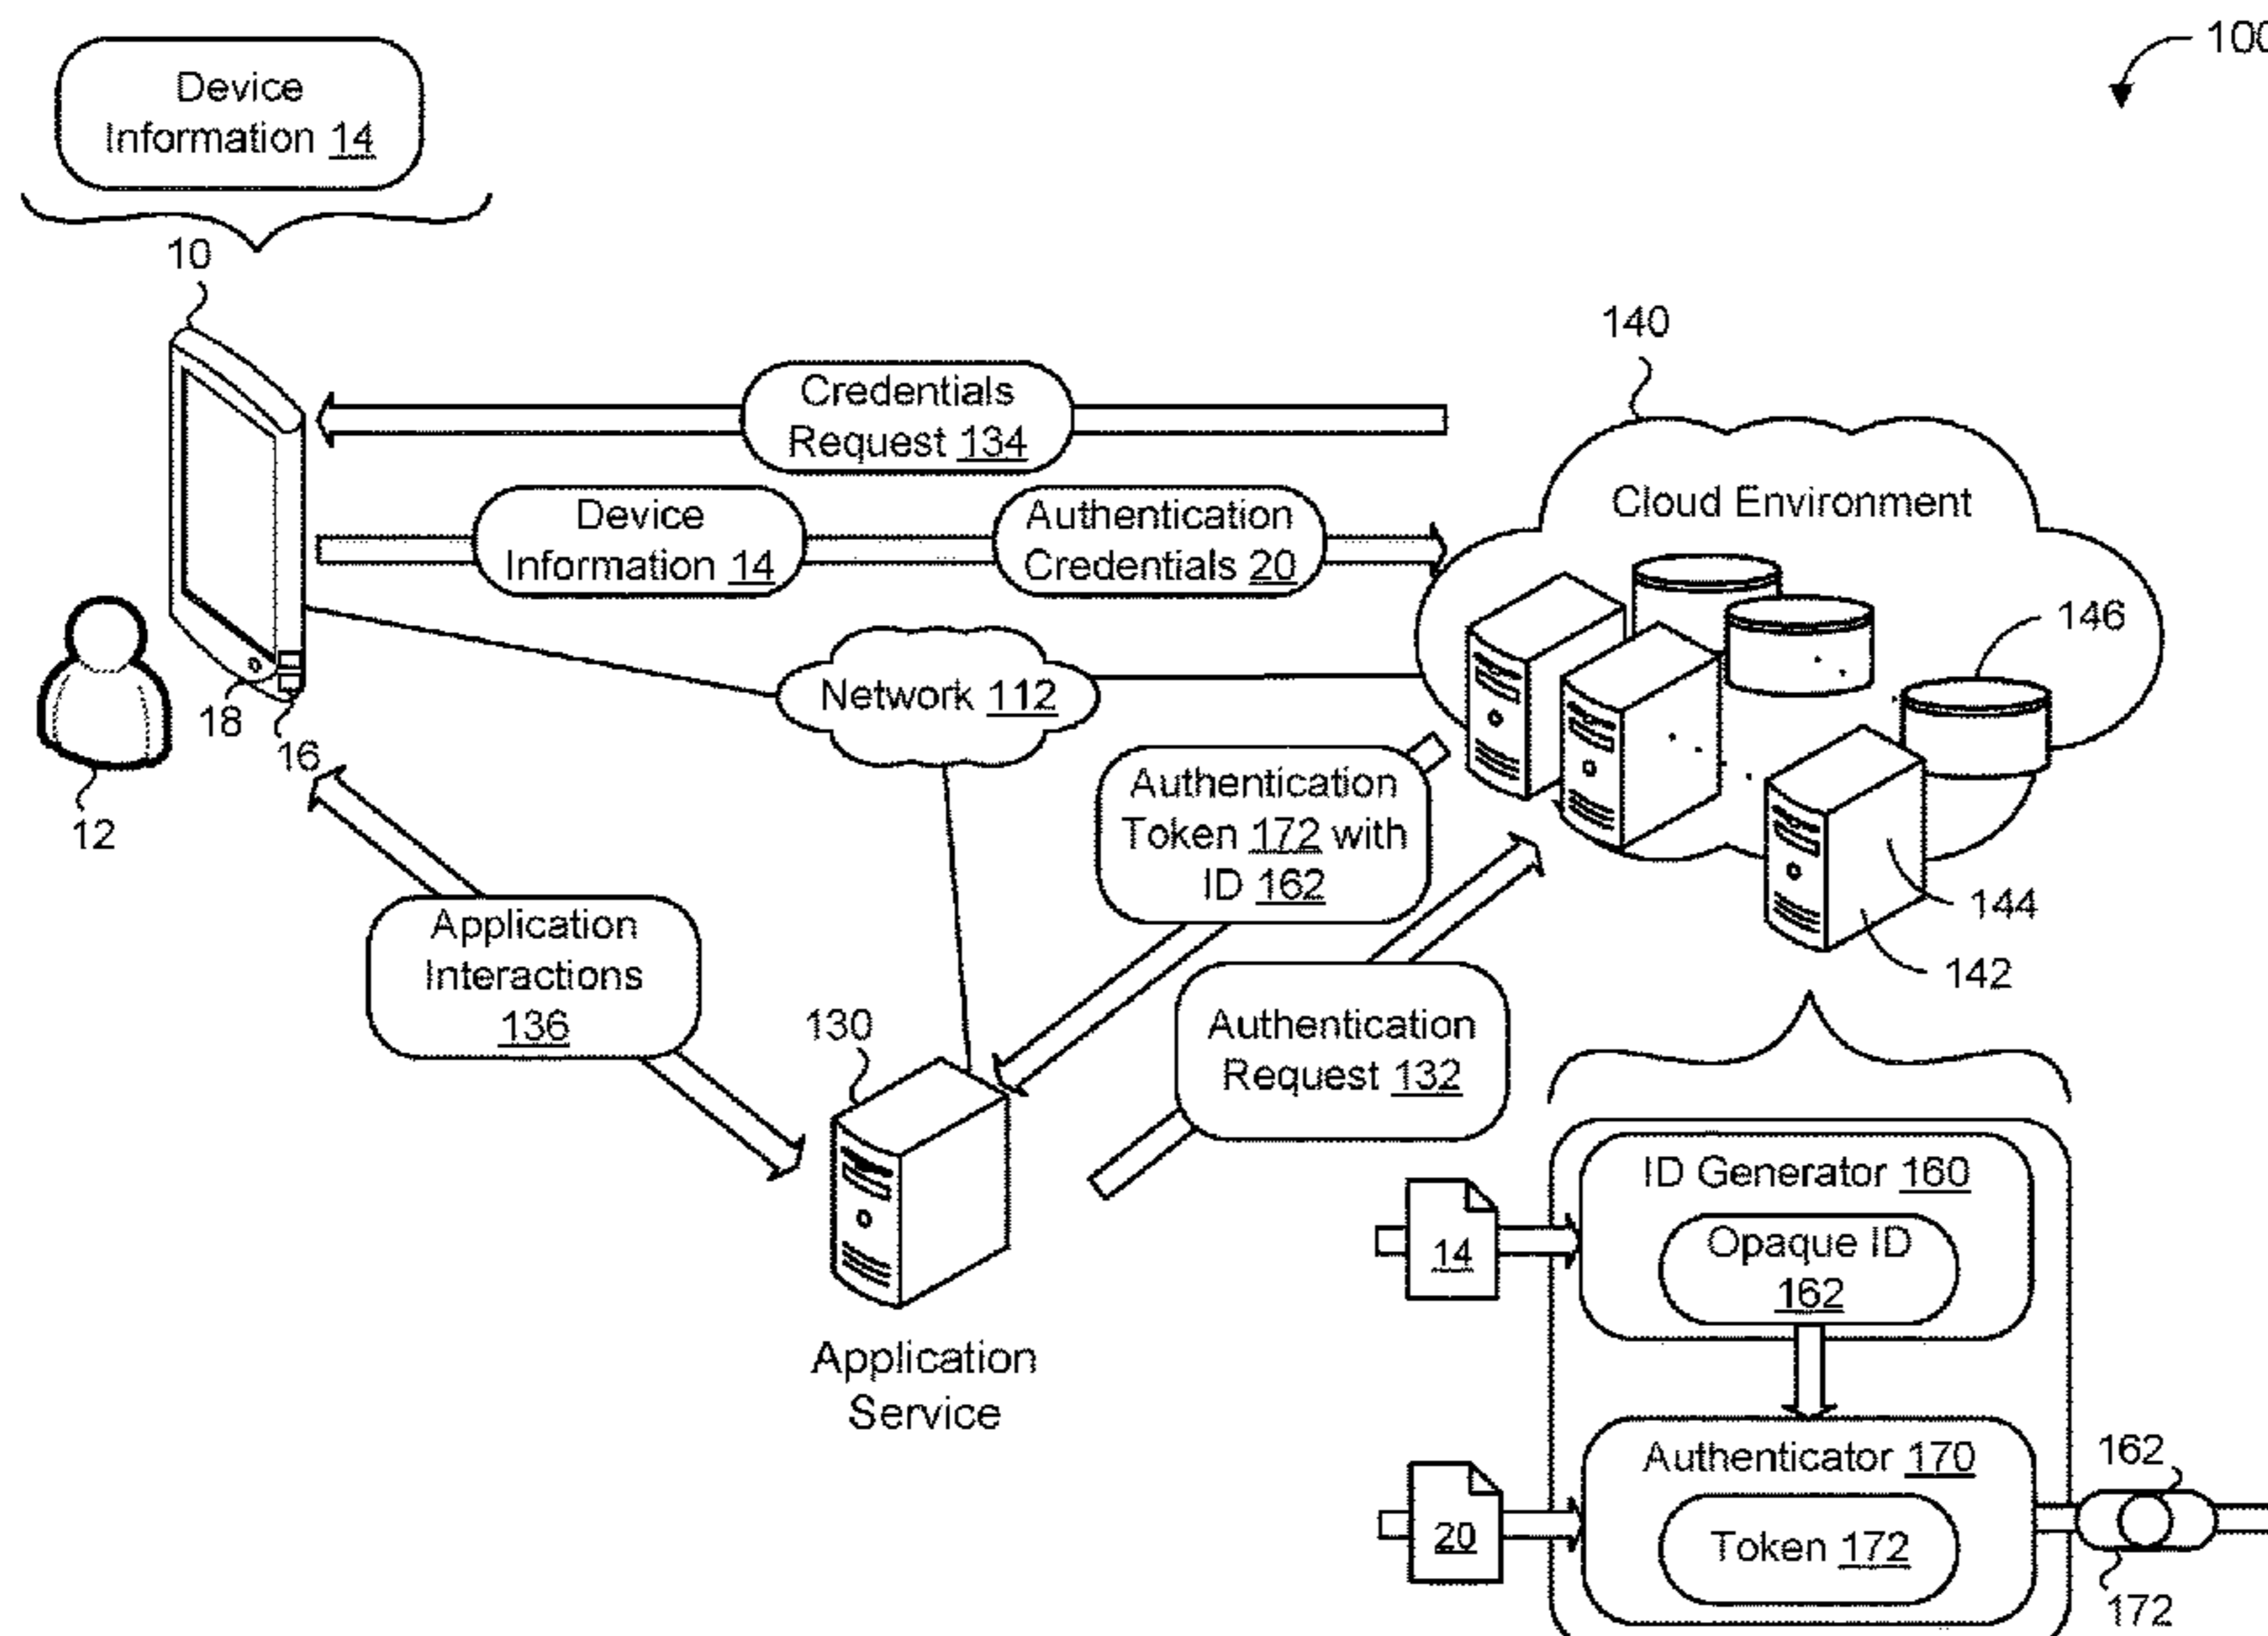 100
Device
Information 14
10
140
Credentials
Request 134
Cloud Environment
Device
Information 14
Authentication
Credentials 20
146
Network 112
18
16
12
Authentication
Token 172 with
ID 162
144
142
Application
Interactions
136
130
Authentication
Request 132
Application
Service
ID Generator 160
14
Opaque ID
162
Authenticator 170
162
20
Token 172
172